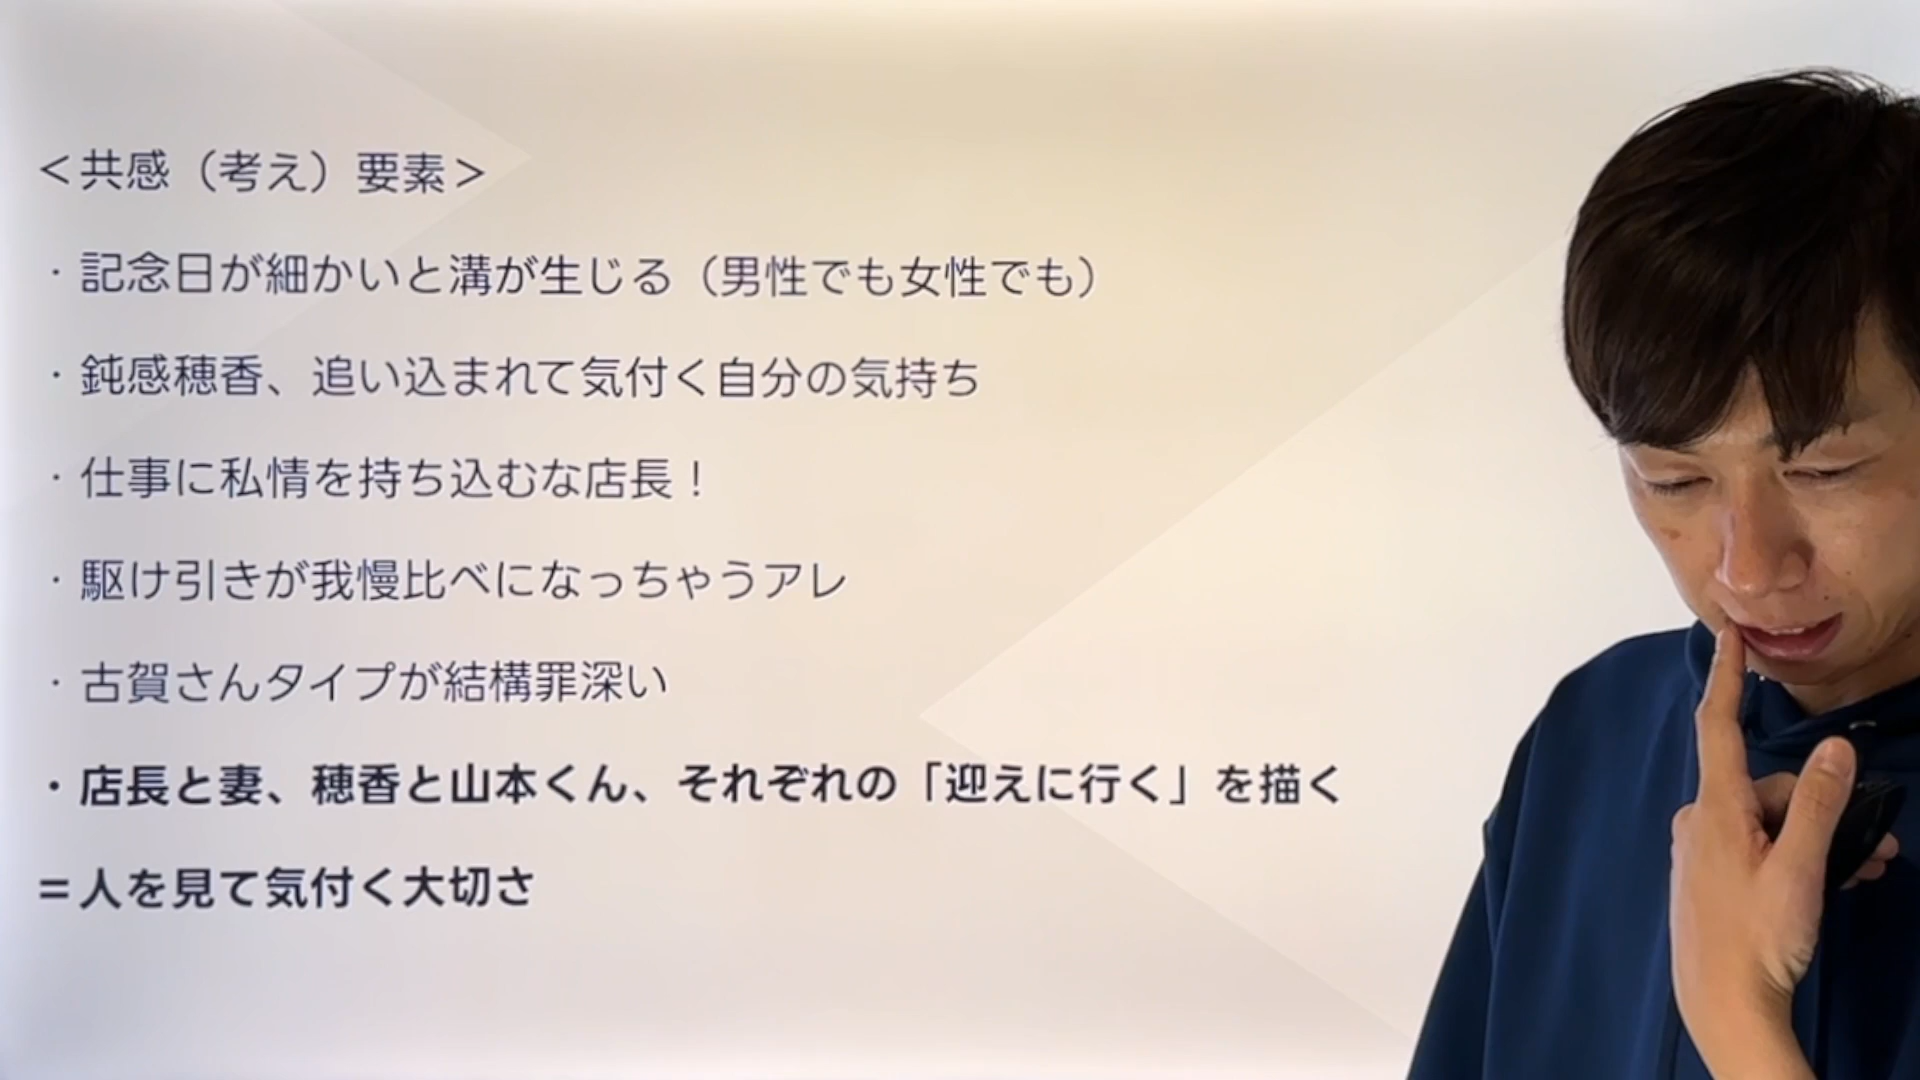 ＜共感（考え）要素＞
・記念日が細かいと溝が生じる（男性でも女性でも）
・鈍感穂香、追い込まれて気付く自分の気持ち
・仕事に私情を持ち込むな店長！
・駆け引きが我慢比べになっちゃうアレ
・古賀さんタイプが結構罪深い
・店長と妻、穂香と山本くん、それぞれの「迎えに行く」を描く
＝人を見て気付く大切さ